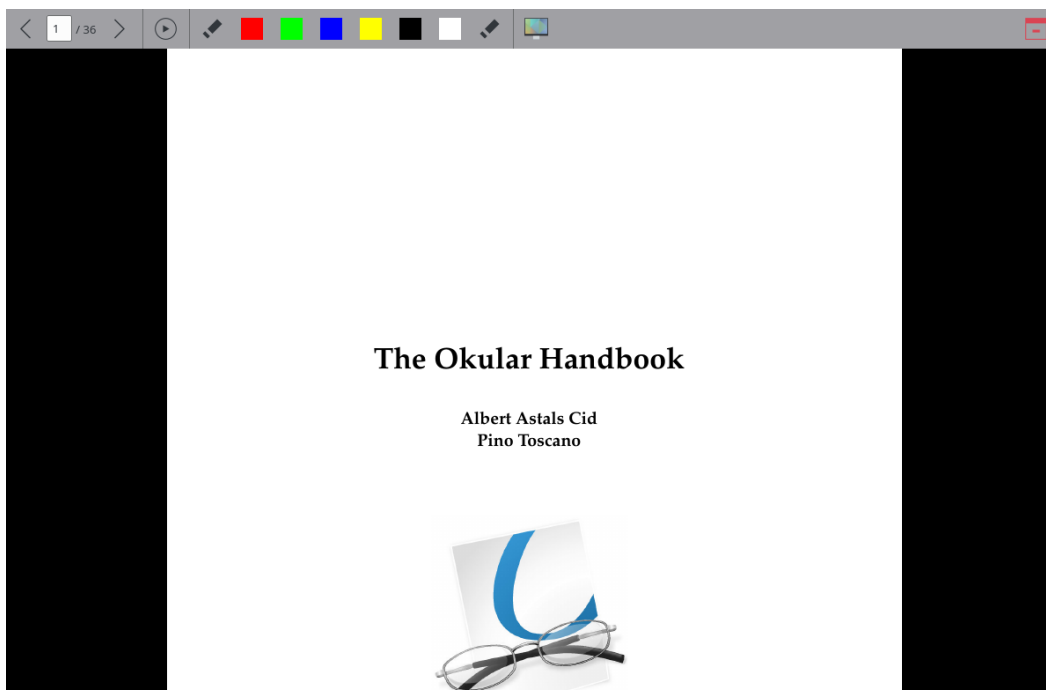 1 / 36
The Okular Handbook
Albert Astals Cid
Pino Toscano